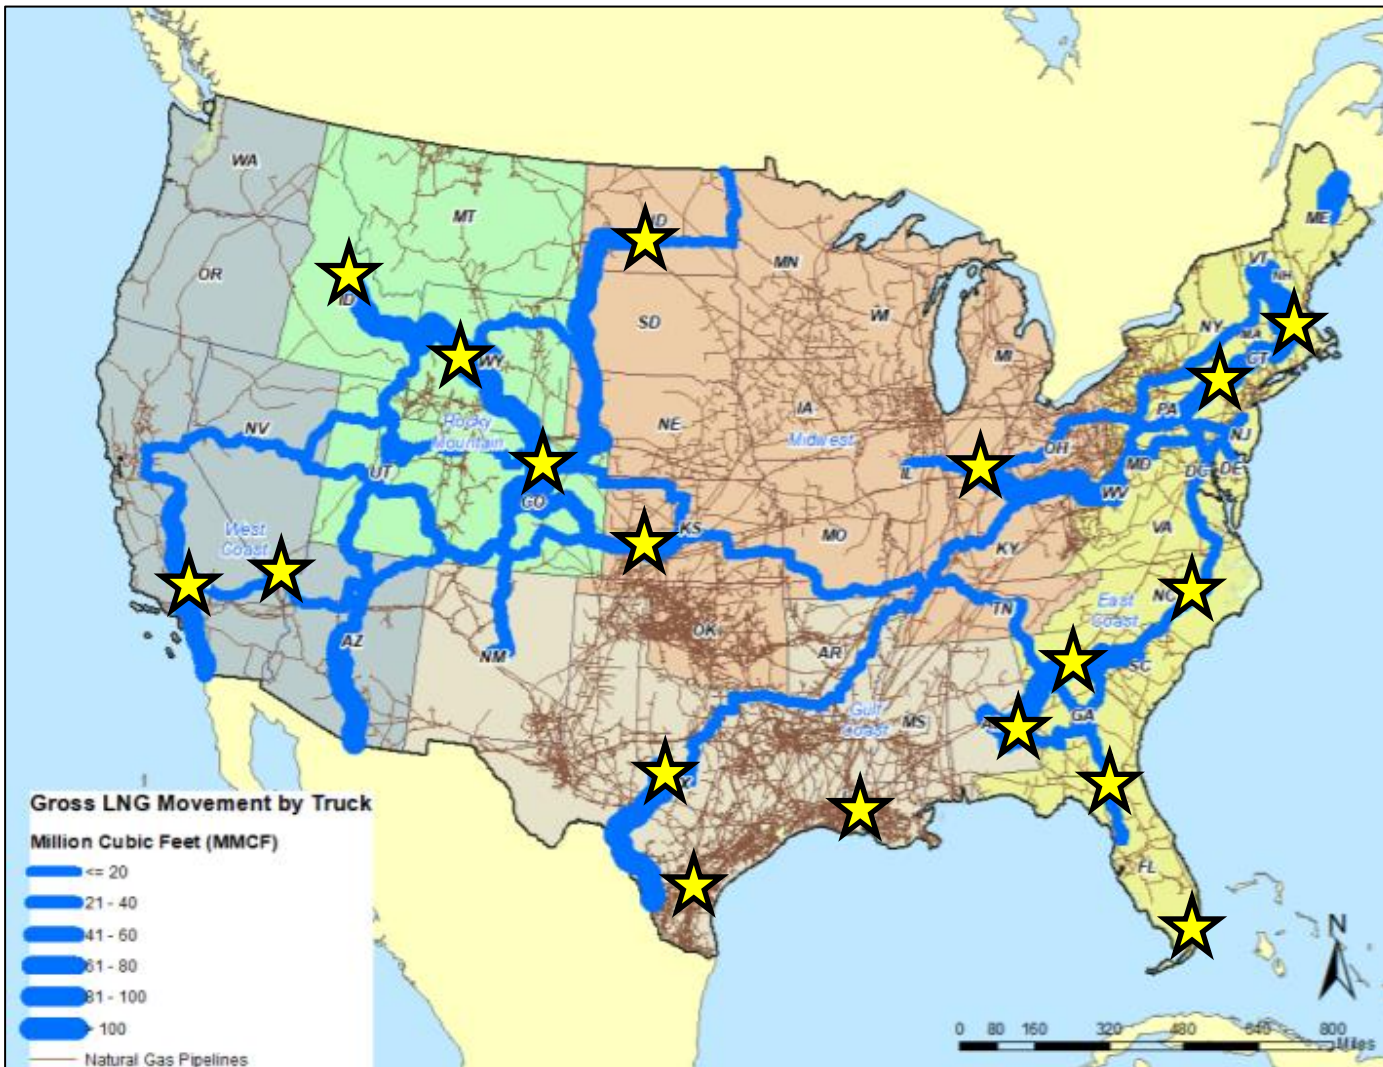 WA
MT
ME
OR
ID
MN
VT
NH
ID
SD
WI
NY
MA
WY
MI
CT
NV
Rocky
Mountain
NE
IA
Midwest
PA
NJ
UT
IL
OH
MD
DC
DE
CO
WV
West
Coast
KS
MO
VA
KY
NC
TN
East
Coast
AZ
NM
OK
AR
SC
Gulf
Coast
MS
GA
FL
Gross LNG Movement by Truck
Million Cubic Feet (MMCF)
<= 20
21 - 40
41 - 60
61 - 80
81 - 100
> 100
Natural Gas Pipelines
N
0 80 160 320 480 640 800
Miles